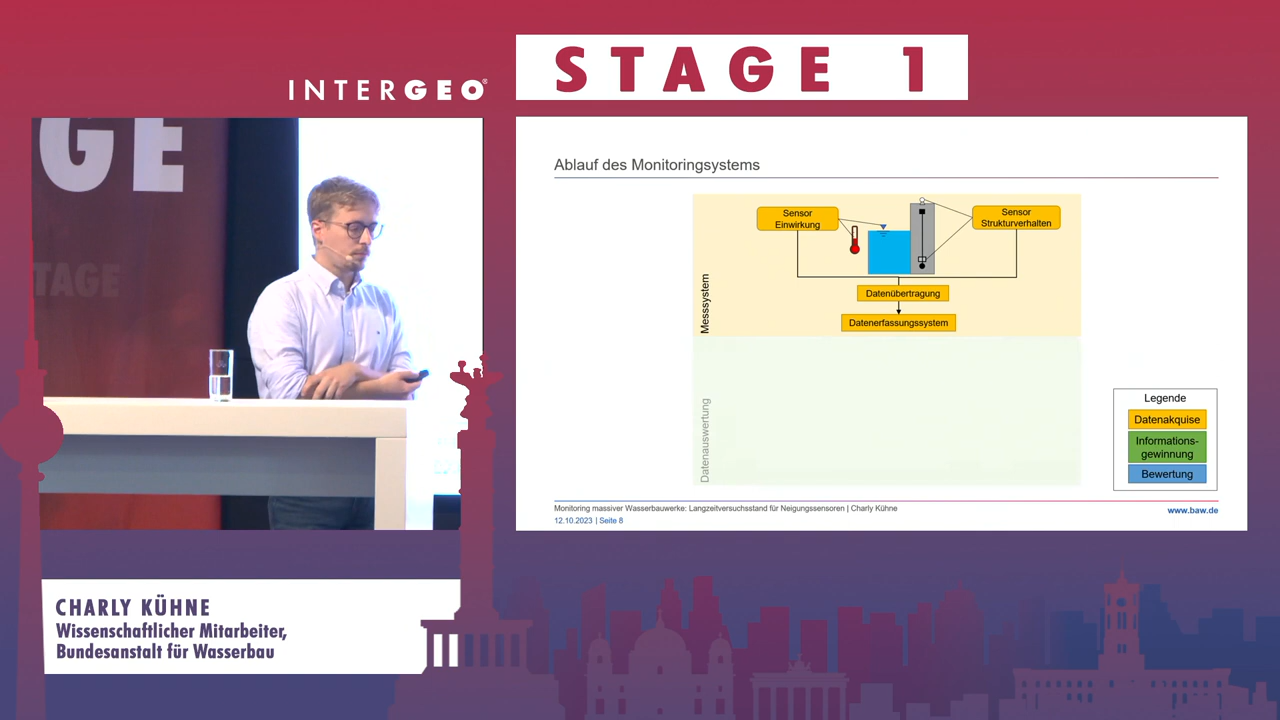 STAGE 1
INTERGEO®
GE
TAGE
Ablauf des Monitoringsystems
Sensor
Einwirkung
Sensor
Strukturverhalten
Datenübertragung
Datenerfassungssystem
Messsystem
Datenauswertung
Legende
Datenakquise
Informations-
gewinnung
Bewertung
Monitoring massiver Wasserbauwerke: Langzeitversuchsstand für Neigungssensoren | Charly Kühne
12.10.2023 | Seite 8
www.baw.de
CHARLY KÜHNE
Wissenschaftlicher Mitarbeiter,
Bundesanstalt für Wasserbau